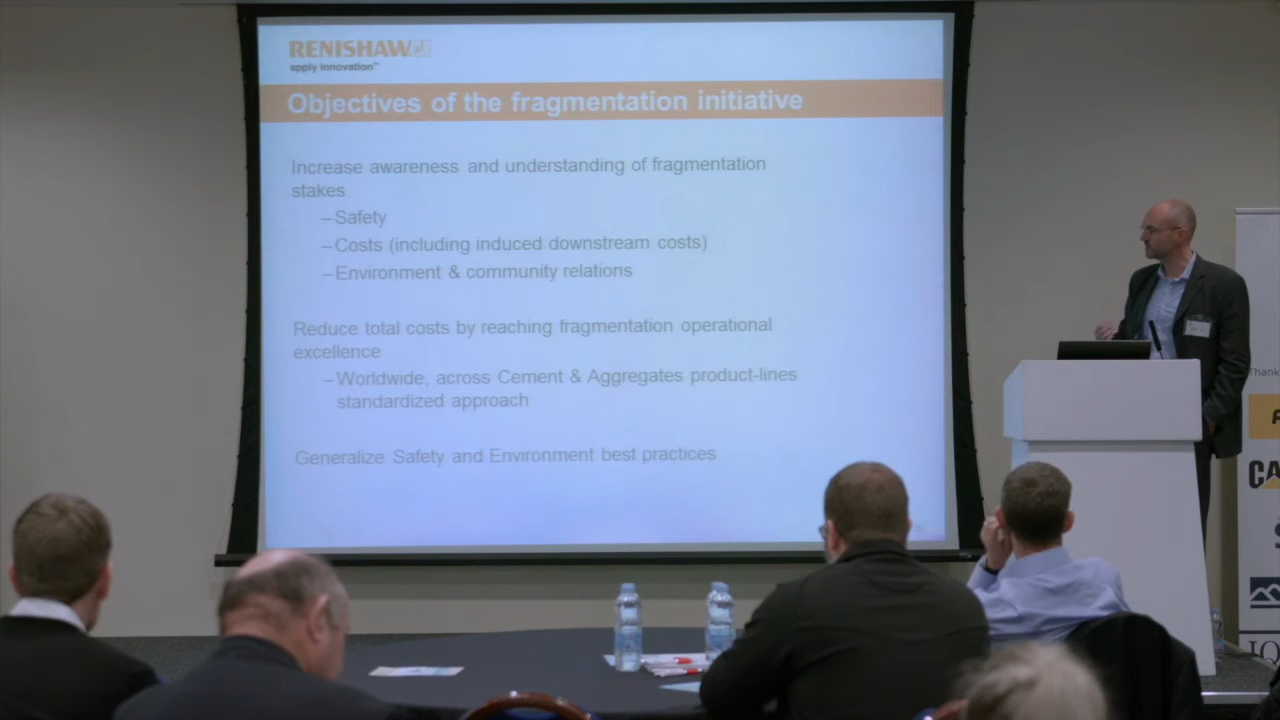 RENISHAW
apply innovation™
Objectives of the fragmentation initiative
Increase awareness and understanding of fragmentation
stakes
–Safety
–Costs (including induced downstream costs)
–Environment & community relations
Reduce total costs by reaching fragmentation operational
excellence
–Worldwide, across Cement & Aggregates product-lines
standardized approach
Generalize Safety and Environment best practices
Thank
CA